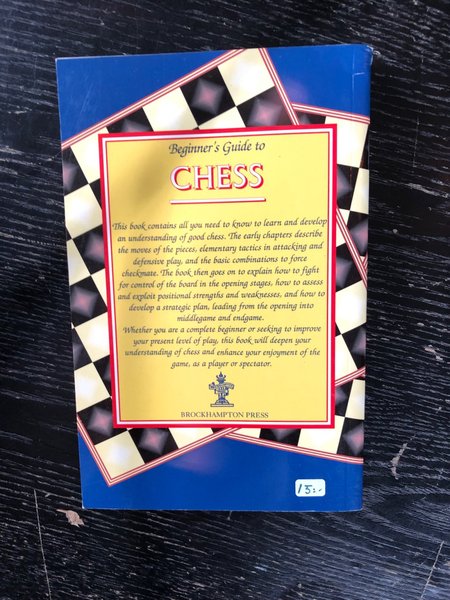 Beginner's Guide to
CHESS
This book contains all you need to know to learn and develop
an understanding of good chess. The early chapters describe
the moves of the pieces, elementary tactics in attacking and
defensive play, and the basic combinations to force
checkmate. The book then goes on to explain how to fight
for control of the board in the opening stages, how to assess
and exploit positional strengths and weaknesses, and how to
develop a strategic plan, leading from the opening into
middlegame and endgame.
Whether you are a complete beginner or seeking to improve
your present level of play, this book will deepen your
understanding of chess and enhance your enjoyment of the
game, as a player or spectator.
BROCKHAMPTON PRESS
15:-